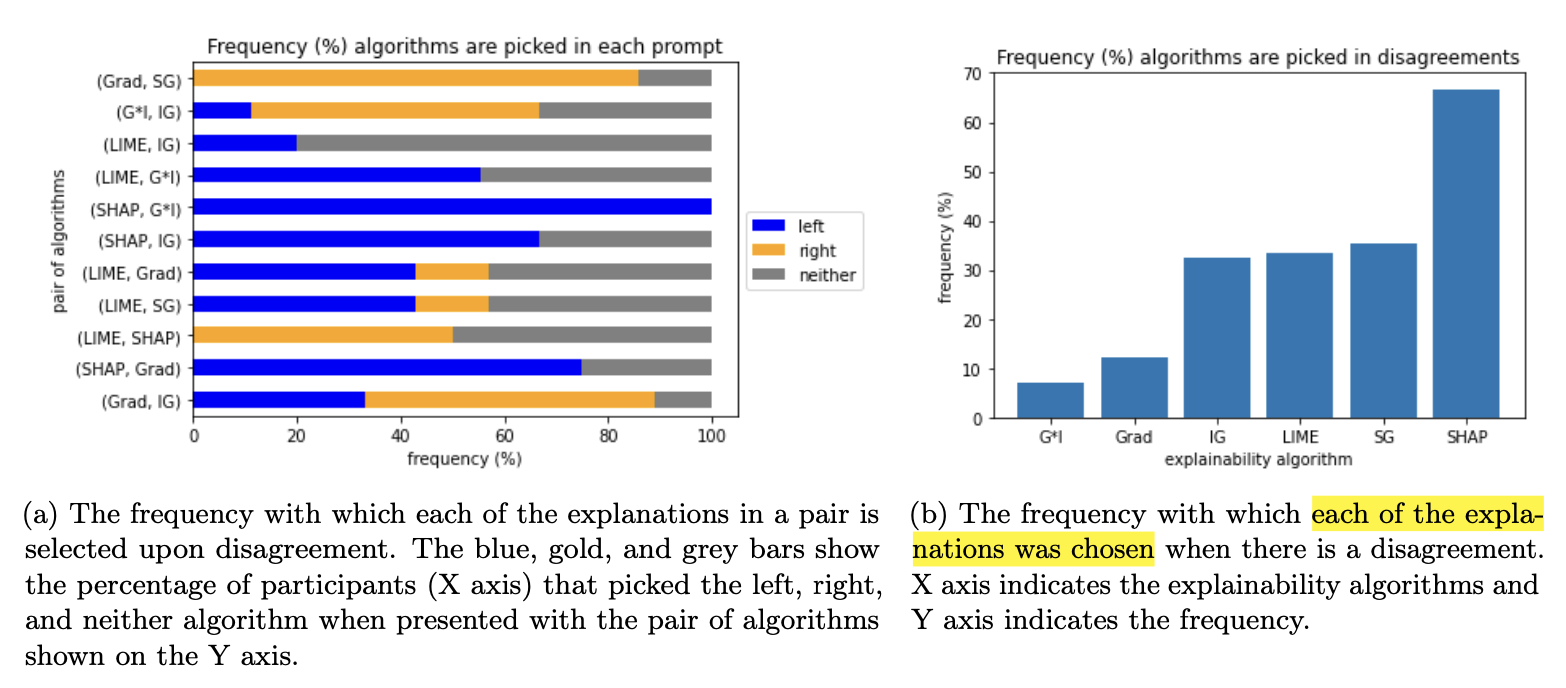 Frequency (%) algorithms are picked in each prompt
(Grad, SG)
(G*I, IG)
(LIME, IG)
(LIME, G*I)
(SHAP, G*I)
(SHAP, IG)
(LIME, Grad)
(LIME, SG)
(LIME, SHAP)
(SHAP, Grad)
(Grad, IG)
pair of algorithms
0 20 40 60 80 100
frequency (%)
left
right
neither
(a) The frequency with which each of the explanations in a pair is
selected upon disagreement. The blue, gold, and grey bars show
the percentage of participants (X axis) that picked the left, right,
and neither algorithm when presented with the pair of algorithms
shown on the Y axis.
Frequency (%) algorithms are picked in disagreements
70
60
50
40
30
20
10
0
frequency (%)
G*I Grad IG LIME SG SHAP
explainability algorithm
(b) The frequency with which each of the expla-
nations was chosen when there is a disagreement.
X axis indicates the explainability algorithms and
Y axis indicates the frequency.